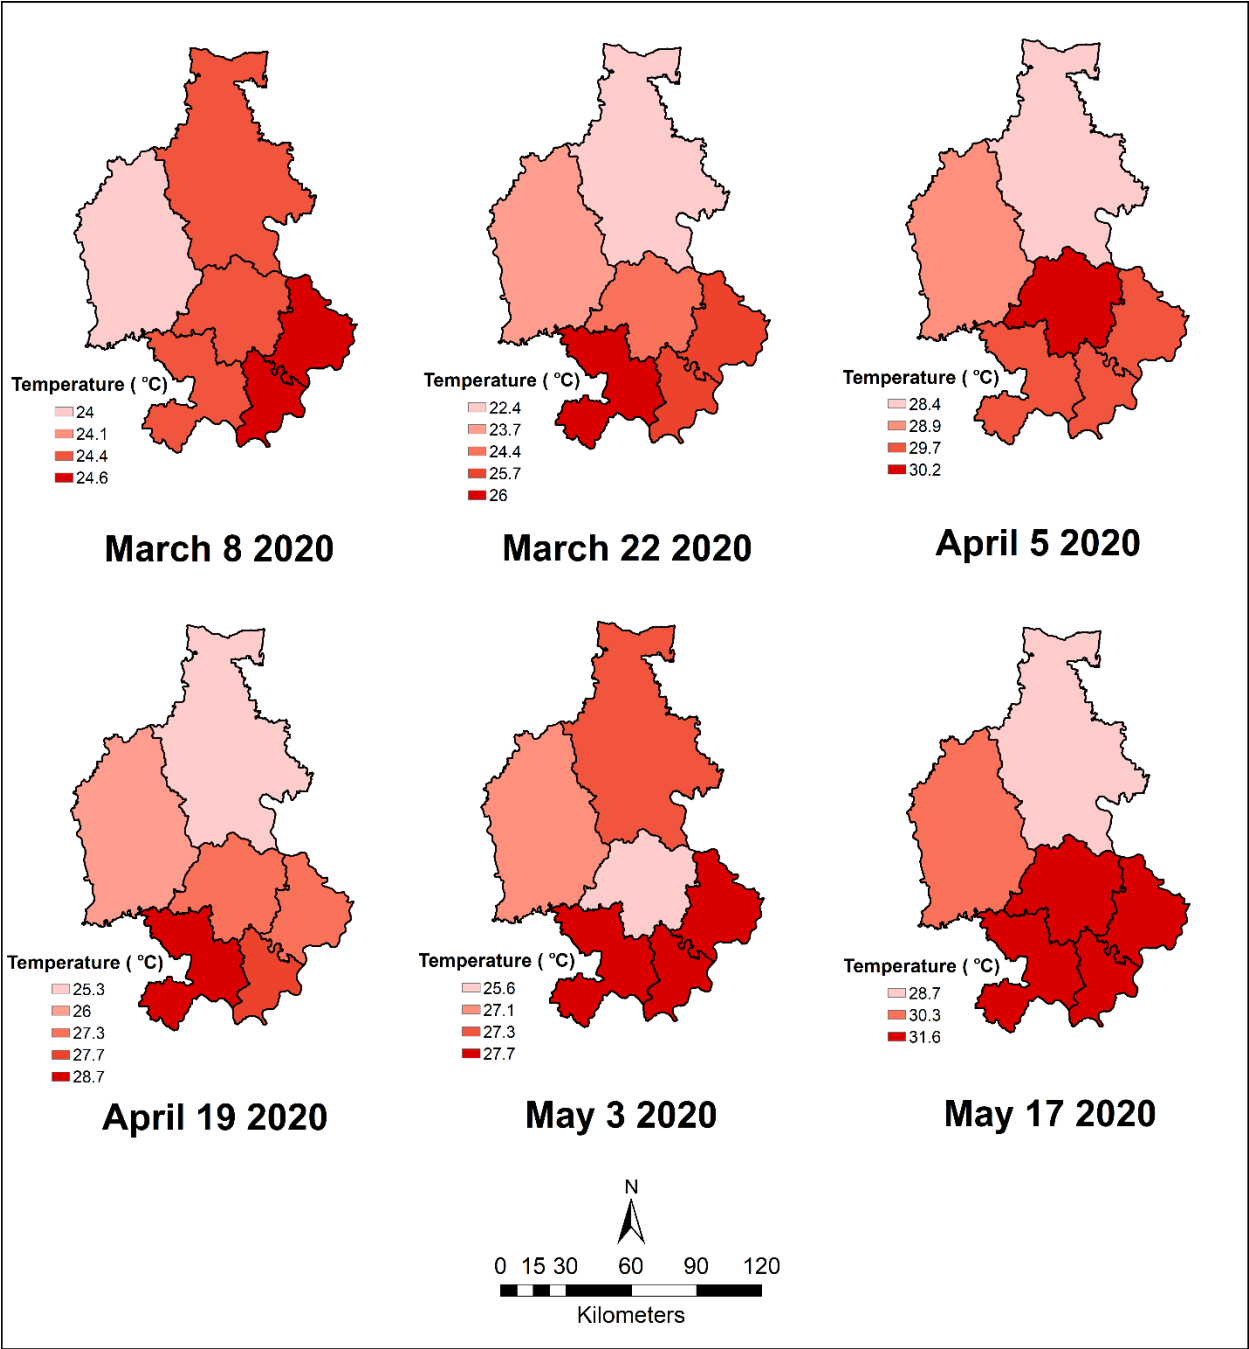 Temperature ( °C)
24
24.1
24.4
24.6
March 8 2020
Temperature ( °C)
22.4
23.7
24.4
25.7
26
March 22 2020
Temperature ( °C)
28.4
28.9
29.7
30.2
April 5 2020
Temperature ( °C)
25.3
26
27.3
27.7
28.7
April 19 2020
Temperature ( °C)
25.6
27.1
27.3
27.7
May 3 2020
Temperature ( °C)
28.7
30.3
31.6
May 17 2020
N
0 15 30 60 90 120
Kilometers